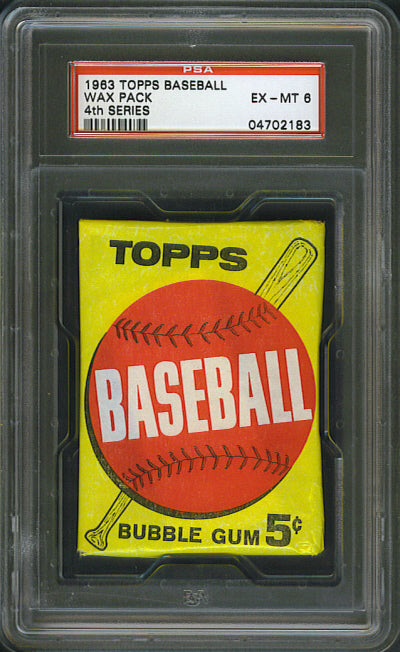 PSA
1963 TOPPS BASEBALL
WAX PACK EX-MT 6
4th SERIES 04702183
TOPPS
BASEBALL
BUBBLE GUM 5¢